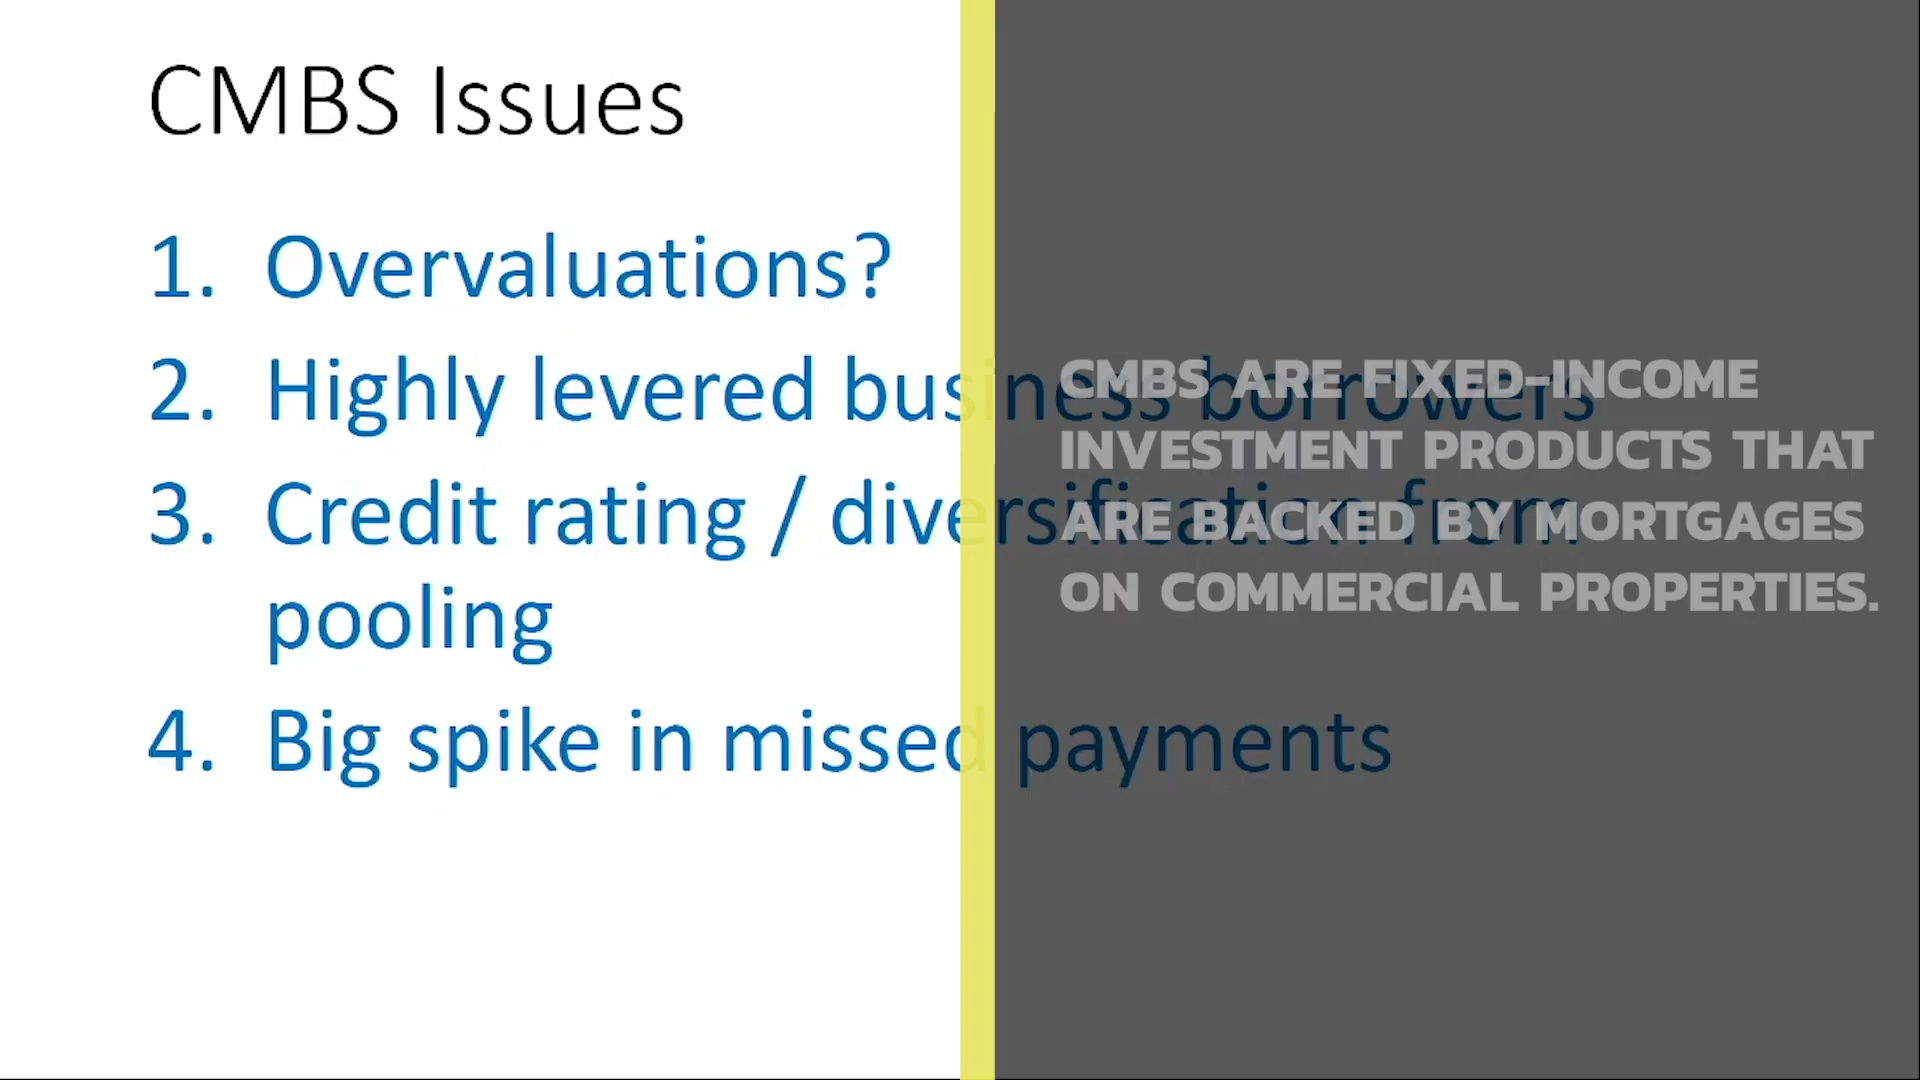 CMBS Issues
1. Overvaluations?
2. Highly levered business borrowers
3. Credit rating / diversification from
pooling
4. Big spike in missed payments
CMBS ARE FIXED-INCOME
INVESTMENT PRODUCTS THAT
ARE BACKED BY MORTGAGES
ON COMMERCIAL PROPERTIES.